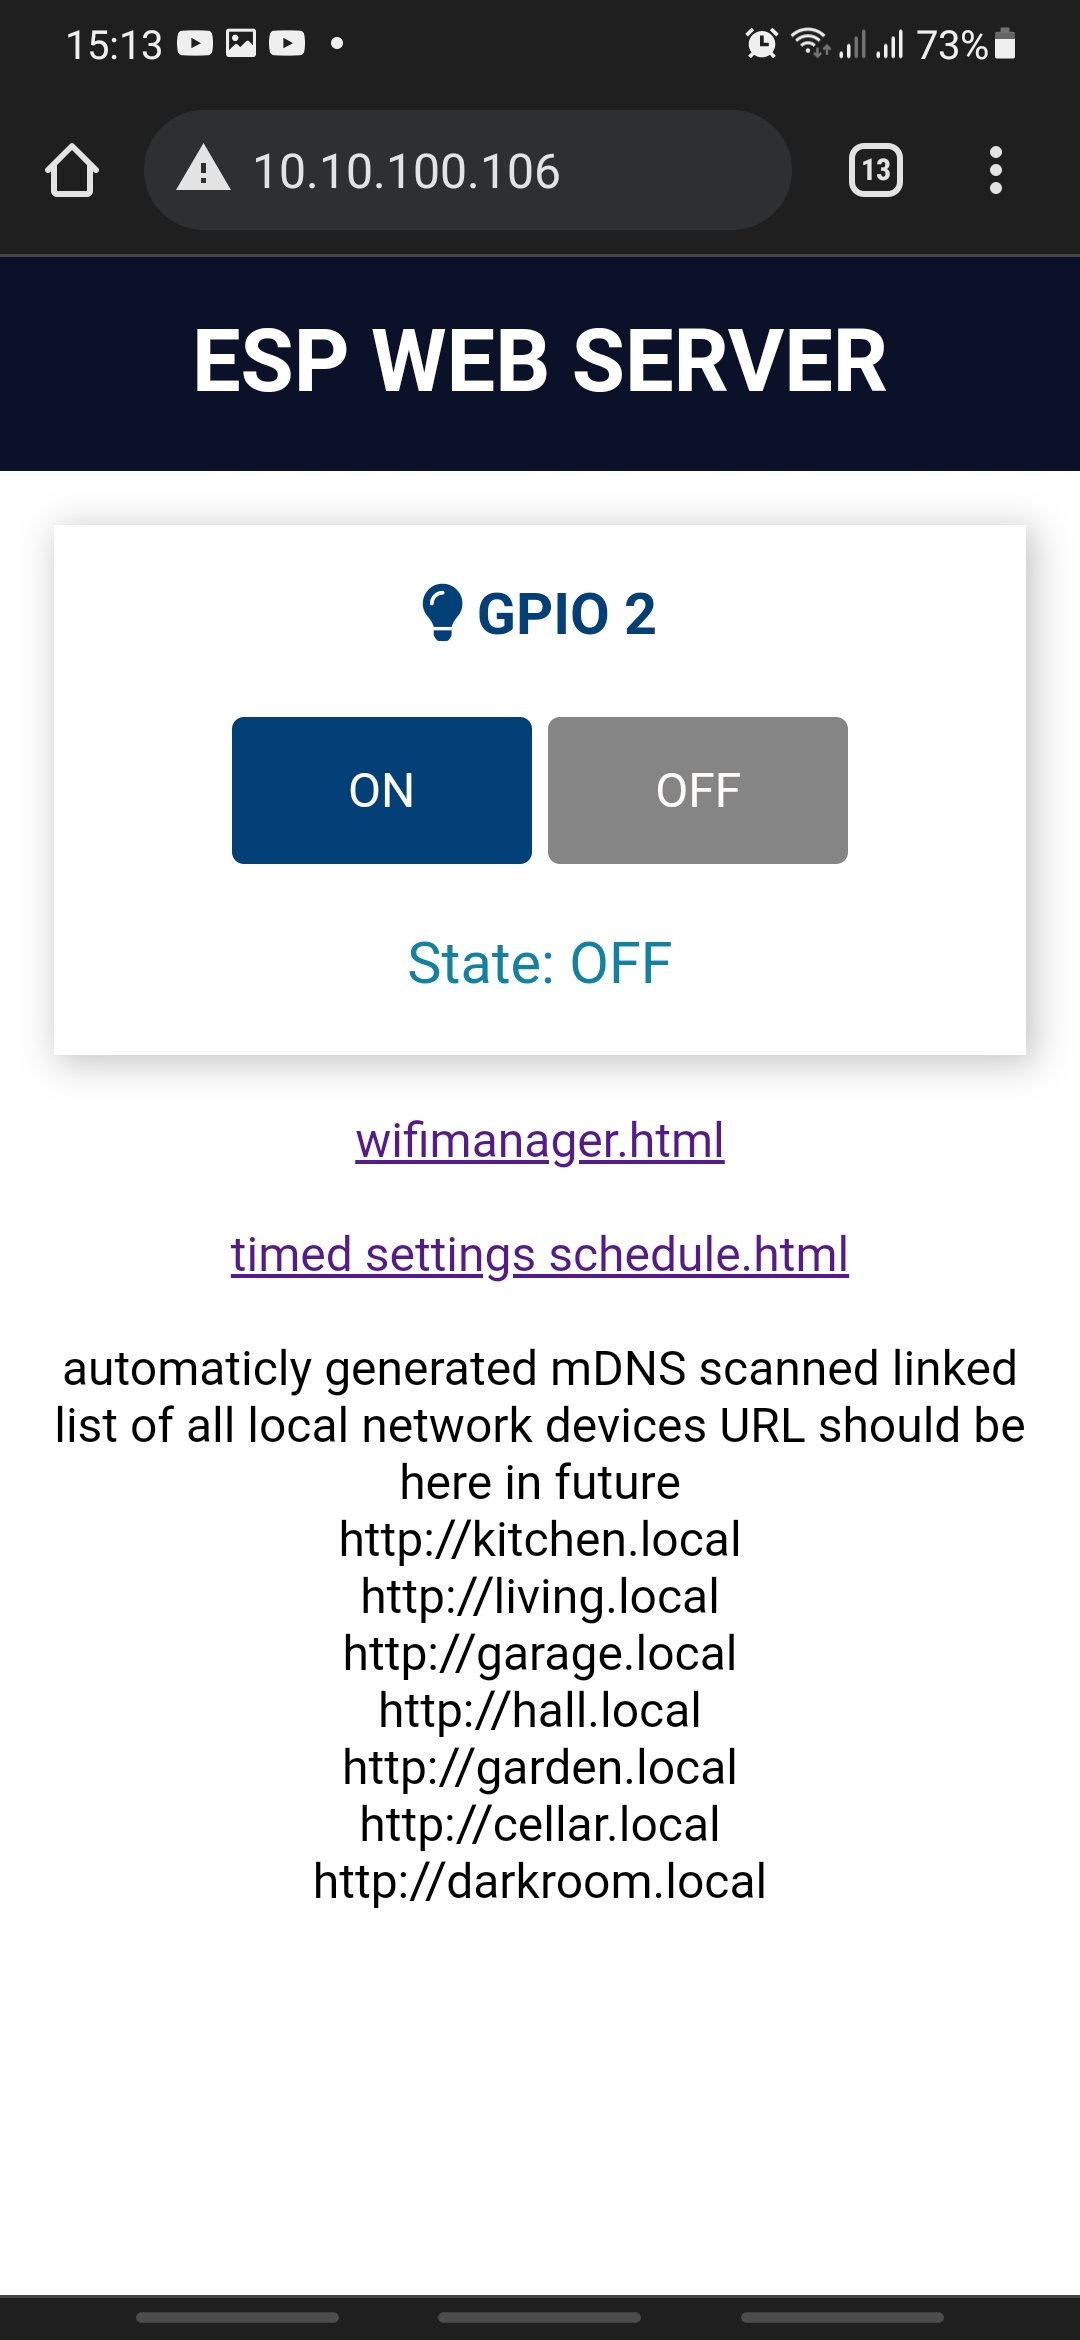 15:13
73%
10.10.100.106
13
ESP WEB SERVER
GPIO 2
ON
OFF
State: OFF
wifimanager.html
timed settings schedule.html
automaticly generated mDNS scanned linked
list of all local network devices URL should be
here in future
http://kitchen.local
http://living.local
http://garage.local
http://hall.local
http://garden.local
http://cellar.local
http://darkroom.local